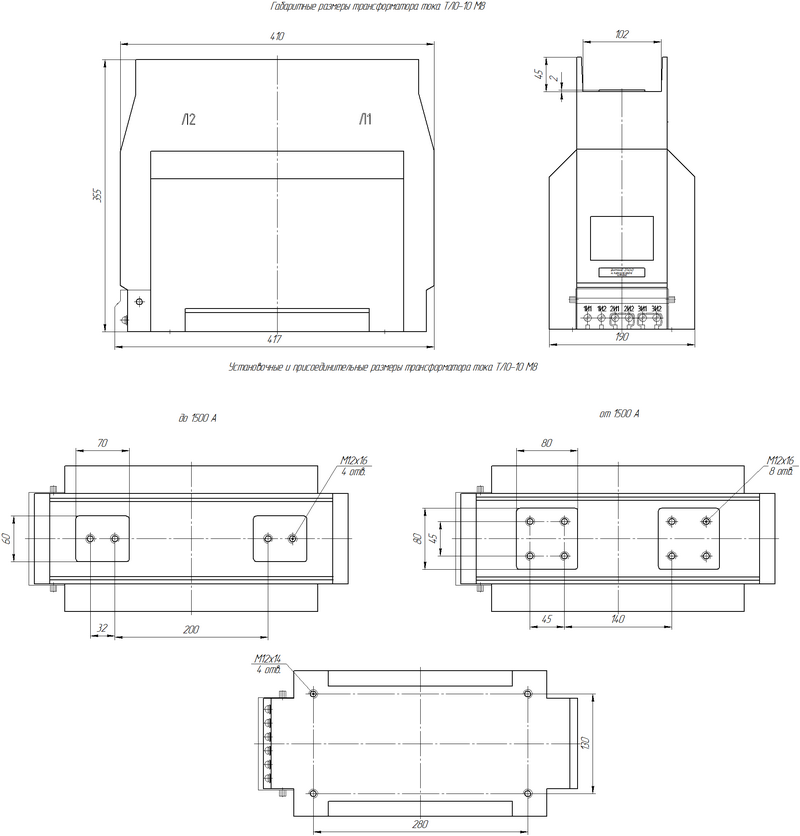 Габаритные размеры трансформатора тока ТЛО-10 М8
410
102
45
2
Л2
Л1
355
1И1 1И2 2И1 2И2 3И1 3И2
417
190
Установочные и присоединительные размеры трансформатора тока ТЛО-10 М8
до 1500 А
от 1500 А
70
М12х16
4 отв.
80
М12х16
8 отв.
60
80
45
32
200
45
140
М12х14
4 отв.
130
280